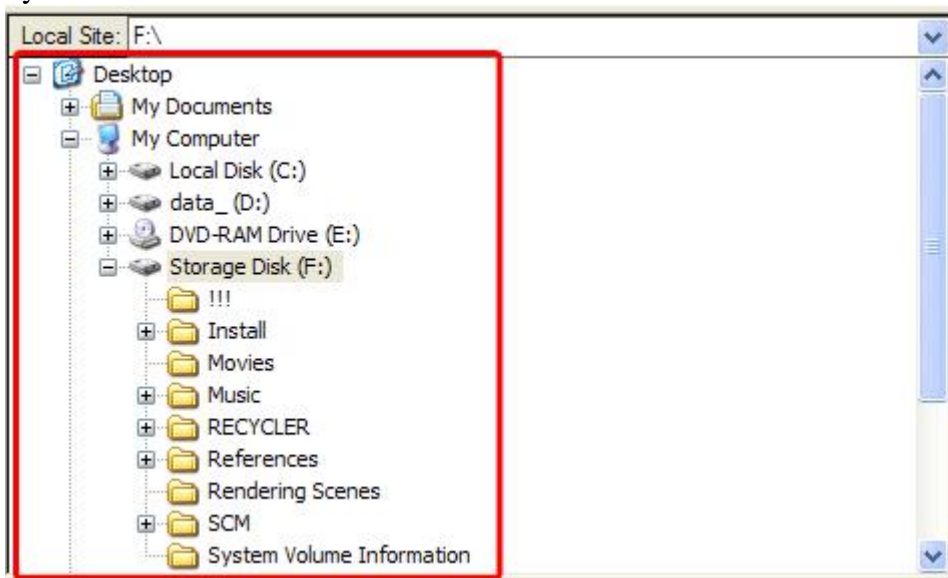 Local Site: F:\
Desktop
My Documents
My Computer
Local Disk (C:)
data_ (D:)
DVD-RAM Drive (E:)
Storage Disk (F:)
!!!
Install
Movies
Music
RECYCLER
References
Rendering Scenes
SCM
System Volume Information